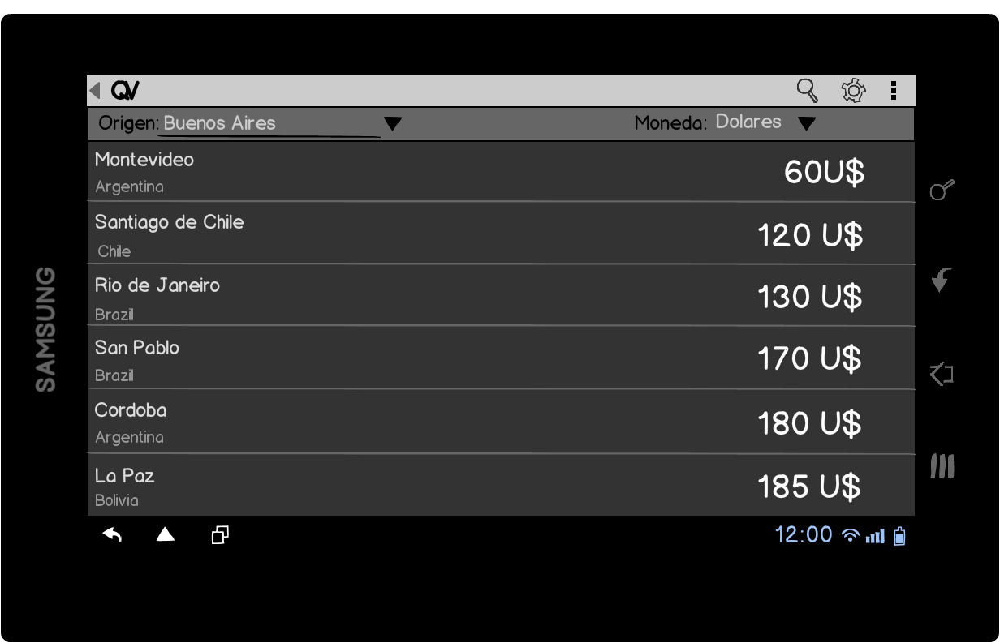 QV
Origen: Buenos Aires Moneda: Dolares
Montevideo 60U$
Argentina
Santiago de Chile 120 U$
Chile
Rio de Janeiro 130 U$
Brazil
San Pablo 170 U$
Brazil
Cordoba 180 U$
Argentina
La Paz 185 U$
Bolivia
12:00
SAMSUNG